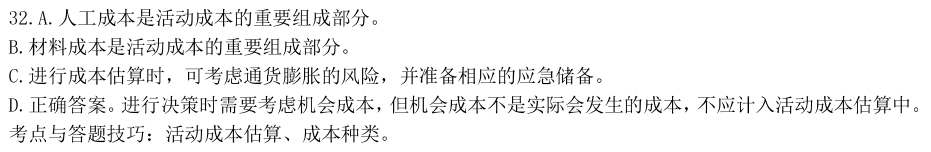 32.A.人工成本是活动成本的重要组成部分。
B.材料成本是活动成本的重要组成部分。
C.进行成本估算时，可考虑通货膨胀的风险，并准备相应的应急储备。
D.正确答案。进行决策时需要考虑机会成本，但机会成本不是实际会发生的成本，不应计入活动成本估算中。
考点与答题技巧：活动成本估算、成本种类。